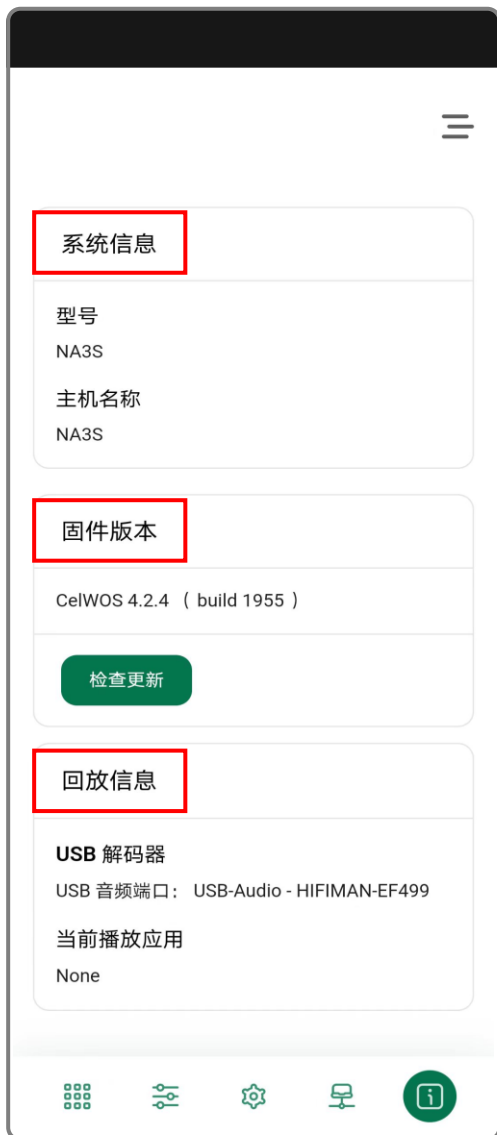 系统信息
型号
NA3S
主机名称
NA3S
固件版本
CelWOS 4.2.4 （ build 1955 ）
检查更新
回放信息
USB 解码器
USB 音频端口： USB-Audio - HIFIMAN-EF499
当前播放应用
None